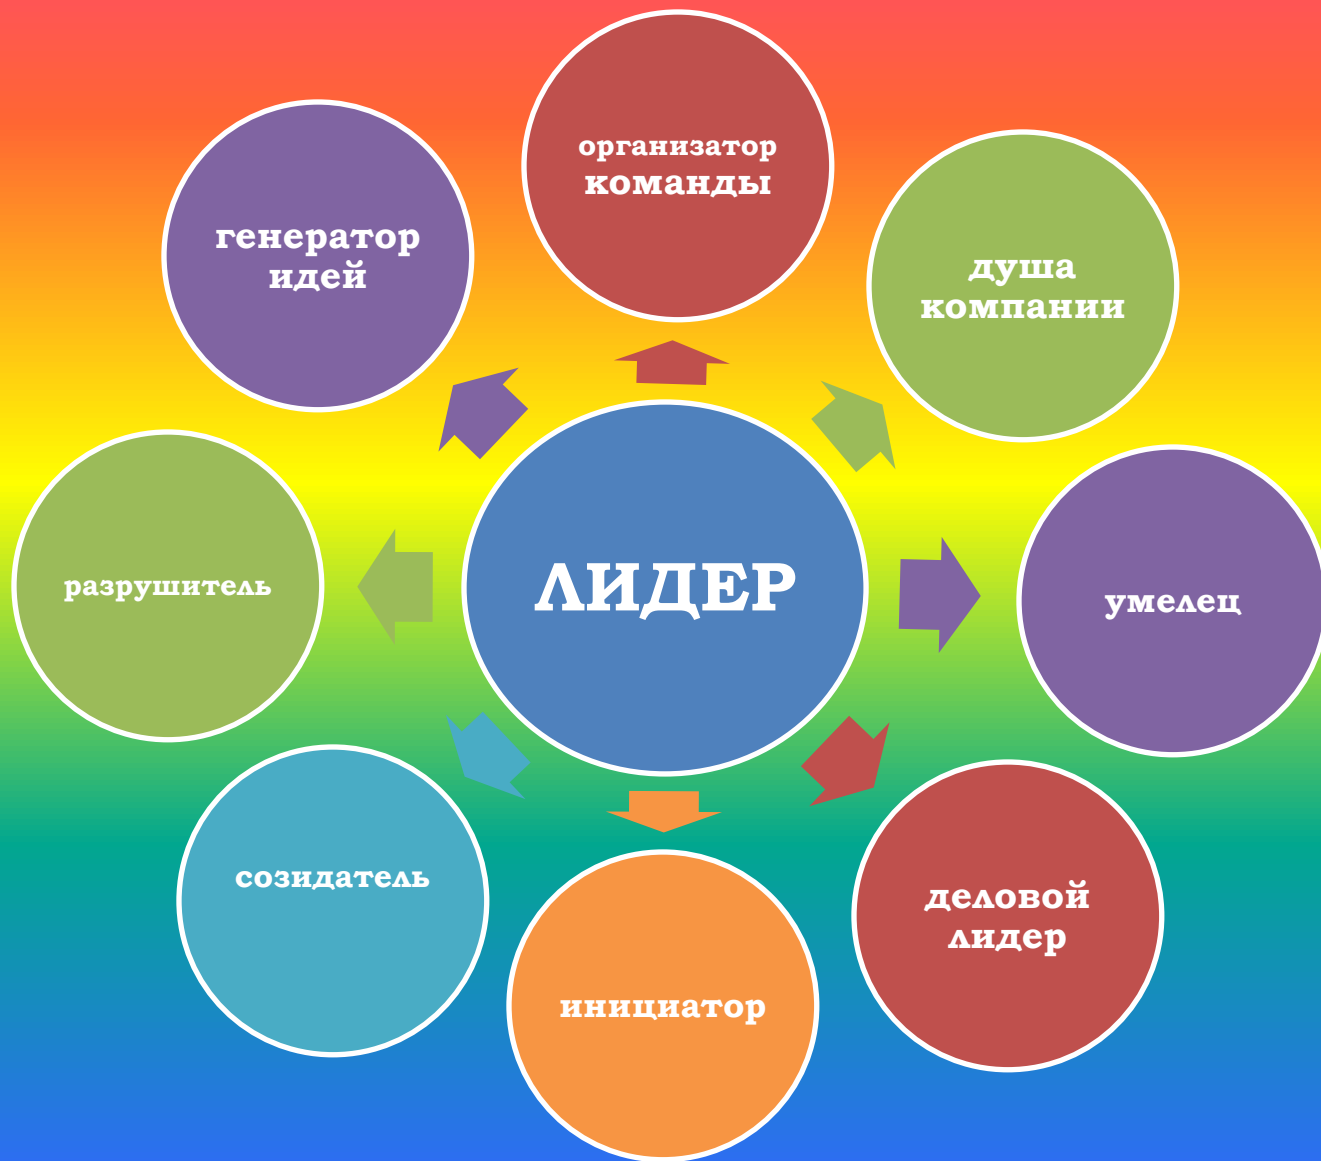 организатор
команды
генератор
идей
душа
компании
ЛИДЕР
разрушитель
умелец
созидатель
деловой
лидер
инициатор